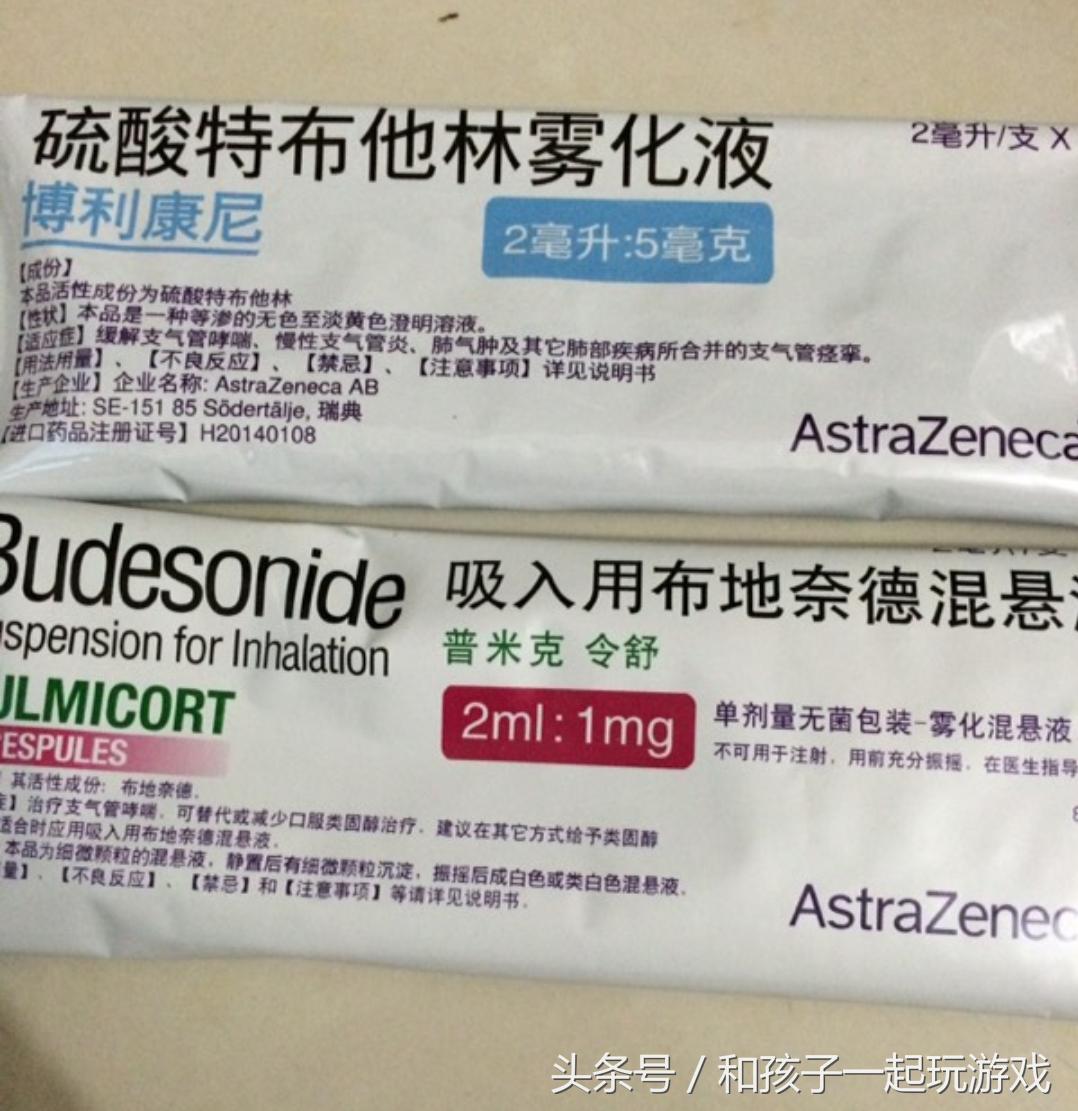 硫酸特布他林雾化液
2毫升/支 X
博利康尼
2毫升:5毫克
【成份】
本品活性成份为硫酸特布他林
【性状】本品是一种等渗的无色至淡黄色澄明溶液。
【适应症】缓解支气管哮喘、慢性支气管炎、肺气肿及其它肺部疾病所合并的支气管痉挛。
【用法用量】、【不良反应】、【禁忌】、【注意事项】详见说明书
【生产企业】企业名称: AstraZeneca AB
生产地址: SE-151 85 Södertälje, 瑞典
【进口药品注册证号】H20140108
AstraZeneca
Budesonide
吸入用布地奈德混悬
uspension for Inhalation
普米克 令舒
ULMICORT
RESPULES
2ml:1mg
单剂量无菌包装-雾化混悬液
不可用于注射. 用前充分振摇. 在医生指导
其活性成份: 布地奈德.
】治疗支气管哮喘. 可替代或减少口服类固醇治疗. 建议在其它方式给予类固醇
适合时应用吸入用布地奈德混悬液.
本品为细微颗粒的混悬液, 静置后有细微颗粒沉淀, 振摇后成白色或类白色混悬液.
量】、【不良反应】、【禁忌】和【注意事项】等请详见说明书.
AstraZenec
头条号 / 和孩子一起玩游戏